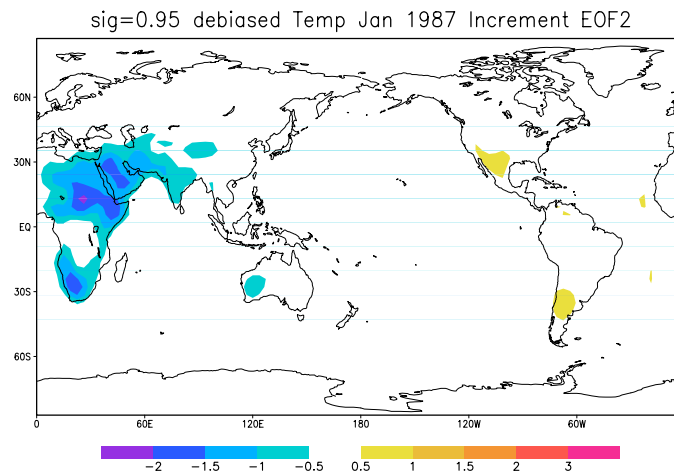 sig=0.95 debiased Temp Jan 1987 Increment EOF2
60N
30N
EQ
30S
60S
0 60E 120E 180 120W 60W
-2 -1.5 -1 -0.5 0.5 1 1.5 2 3